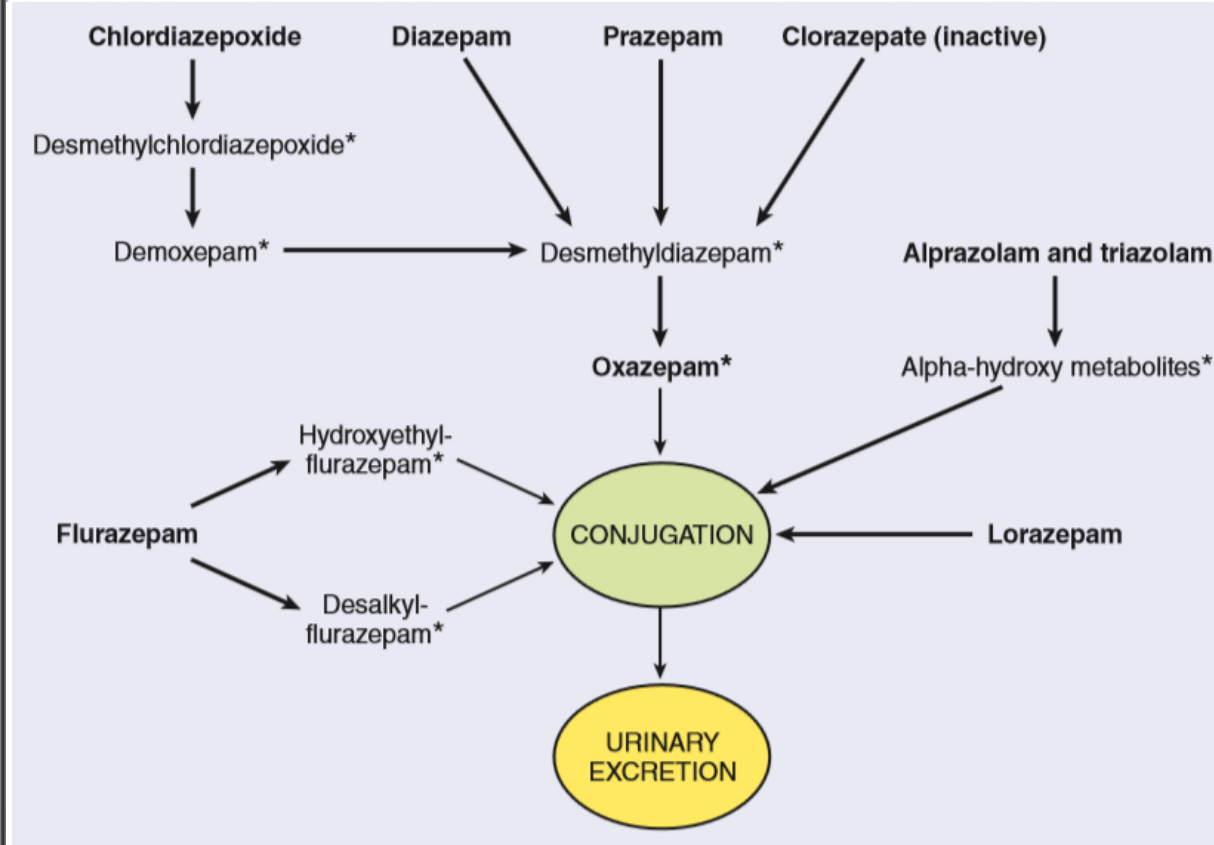 Chlordiazepoxide
Diazepam
Prazepam
Clorazepate (inactive)
Desmethylchlordiazepoxide*
Demoxepam*
Desmethyldiazepam*
Alprazolam and triazolam
Oxazepam*
Alpha-hydroxy metabolites*
Hydroxyethyl-
flurazepam*
Flurazepam
CONJUGATION
Lorazepam
Desalkyl-
flurazepam*
URINARY
EXCRETION